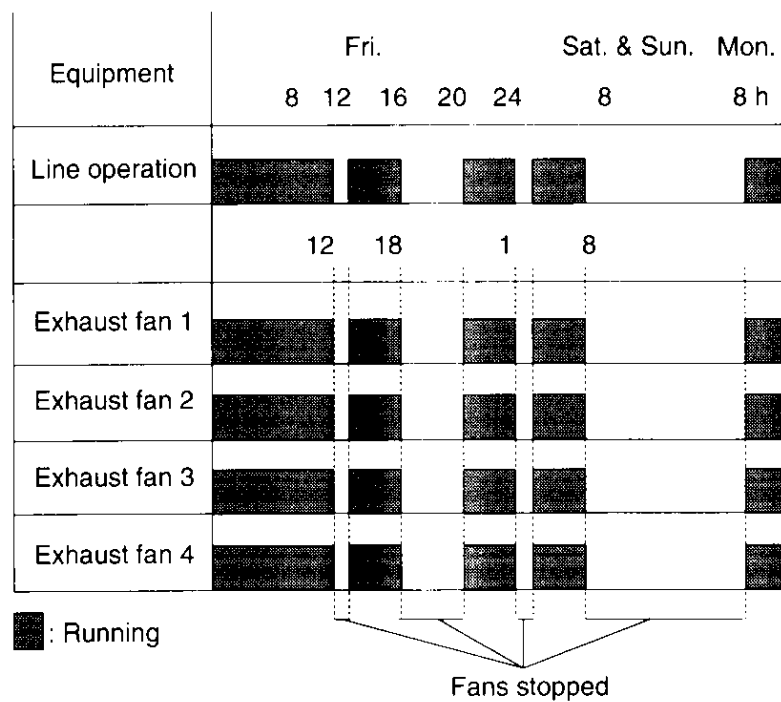 Equipment
Fri. Sat. & Sun. Mon.
8 12 16 20 24 8 8 h
Line operation
12 18 1 8
Exhaust fan 1
Exhaust fan 2
Exhaust fan 3
Exhaust fan 4
: Running
Fans stopped